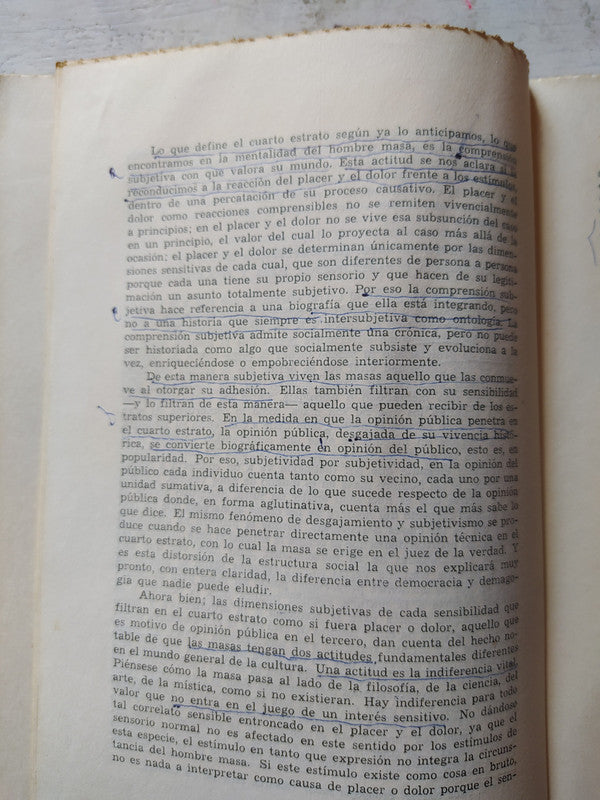 Lo que define el cuarto estrato según ya lo anticipamos, lo que
encontramos en la mentalidad del hombre masa, es la comprensión
subjetiva con que valora su mundo. Esta actitud se nos aclara si la
reconducimos a la reacción del placer y el dolor frente a los estímulos,
dentro de una percatación de su proceso causativo. El placer y el
dolor como reacciones comprensibles no se remiten vivencialmente
a principios; en el placer y el dolor no se vive esa subsunción del caso
en un principio, el valor del cual lo proyecta al caso más allá de la
ocasión; el placer y el dolor se determinan únicamente por las dimen-
siones sensitivas de cada cual, que son diferentes de persona a persona
porque cada una tiene su propio sensorio y que hacen de su legiti-
mación un asunto totalmente subjetivo. Por eso la comprensión sub-
jetiva hace referencia a una biografía que ella está integrando, pero
no a una historia que siempre es intersubjetiva como ontología. La
comprensión subjetiva admite socialmente una crónica, pero no puede
ser historiada como algo que socialmente subsiste y evoluciona a la
vez, enriqueciéndose o empobreciéndose interiormente.
De esta manera subjetiva viven las masas aquello que las conmue-
ve al otorgar su adhesión. Ellas también filtran con su sensibilidad
—y lo filtran de esta manera— aquello que pueden recibir de los es-
tratos superiores. En la medida en que la opinión pública penetra en
el cuarto estrato, la opinión pública, desgajada de su vivencia histó-
rica, se convierte biográficamente en opinión del público, esto es, en
popularidad. Por eso, subjetividad por subjetividad, en la opinión del
público cada individuo cuenta tanto como su vecino, cada uno por una
unidad sumativa, a diferencia de lo que sucede respecto de la opinión
pública donde, en forma aglutinativa, cuenta más el que más sabe lo
que dice. El mismo fenómeno de desgajamiento y subjetivismo se pro-
duce cuando se hace penetrar directamente una opinión técnica en el
cuarto estrato, con lo cual la masa se erige en el juez de la verdad. Y
es esta distorsión de la estructura social la que nos explicará muy
pronto, con entera claridad, la diferencia entre democracia y demago-
gia que nadie puede eludir.
Ahora bien; las dimensiones subjetivas de cada sensibilidad que
filtran en el cuarto estrato como si fuera placer o dolor, aquello que
es motivo de opinión pública en el tercero, dan cuenta del hecho no-
table de que las masas tengan dos actitudes fundamentales diferentes
en el mundo general de la cultura. Una actitud es la indiferencia vital.
Piénsese cómo la masa pasa al lado de la filosofía, de la ciencia, del
arte, de la mística, como si no existieran. Hay indiferencia para todo
valor que no entra en el juego de un interés sensitivo. No dándose
tal correlato sensible entroncado en el placer y el dolor, ya que el
sensorio normal no es afectado en este sentido por los estímulos de
esta especie, el estímulo en tanto que expresión no integra la circuns-
tancia del hombre masa. Si este estímulo existe como cosa en bruto,
no es nada a interpretar como causa de placer o dolor porque el sen-